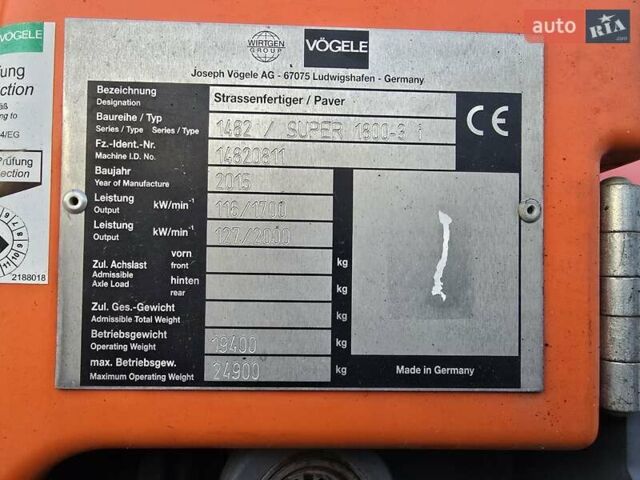 auto RIA .com
VÖGELE
WIRTGEN GROUP
VÖGELE
Joseph Vögele AG - 67075 Ludwigshafen - Germany
Bezeichnung
Designation
Strassenfertiger / Paver
Baureihe / Typ
Series / Type Series / Type
1482 / SUPER 1800-3 i
Fz.-Ident.-Nr.
Machine I.D. No.
14820811
Baujahr
Year of Manufacture
2015
Leistung kW/min-1
Output
116/1700
Leistung kW/min-1
Output
127/2000
Zul. Achslast vorn
Admissible front
Axle Load hinten
rear
kg
kg
Zul. Ges.-Gewicht
Admissible Total Weight
kg
Betriebsgewicht
Operating Weight
19400 kg
max. Betriebsgew.
Maximum Operating Weight
24900 kg
CE
Made in Germany
4/EG
Prüfung
2188018